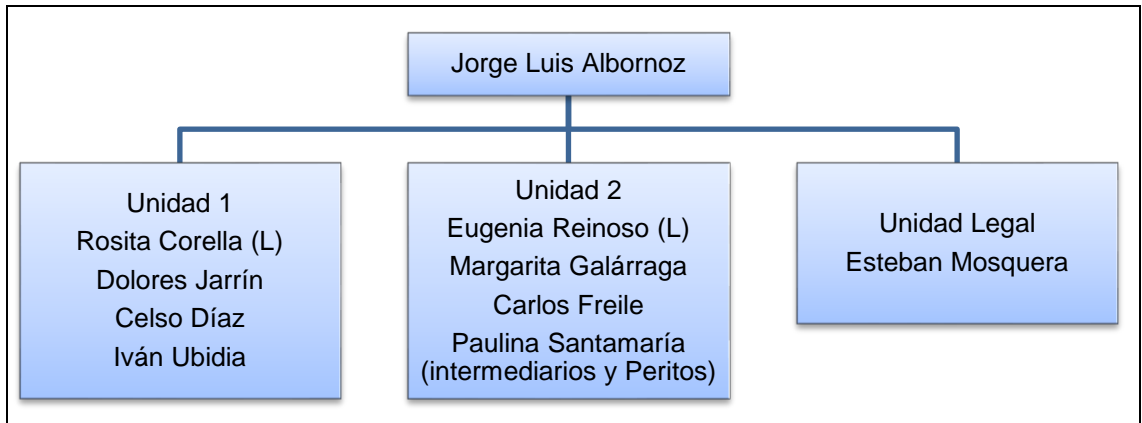 Jorge Luis Albornoz
Unidad 1
Rosita Corella (L)
Dolores Jarrín
Celso Díaz
Iván Ubidia
Unidad 2
Eugenia Reinoso (L)
Margarita Galárraga
Carlos Freile
Paulina Santamaría
(intermediarios y Peritos)
Unidad Legal
Esteban Mosquera